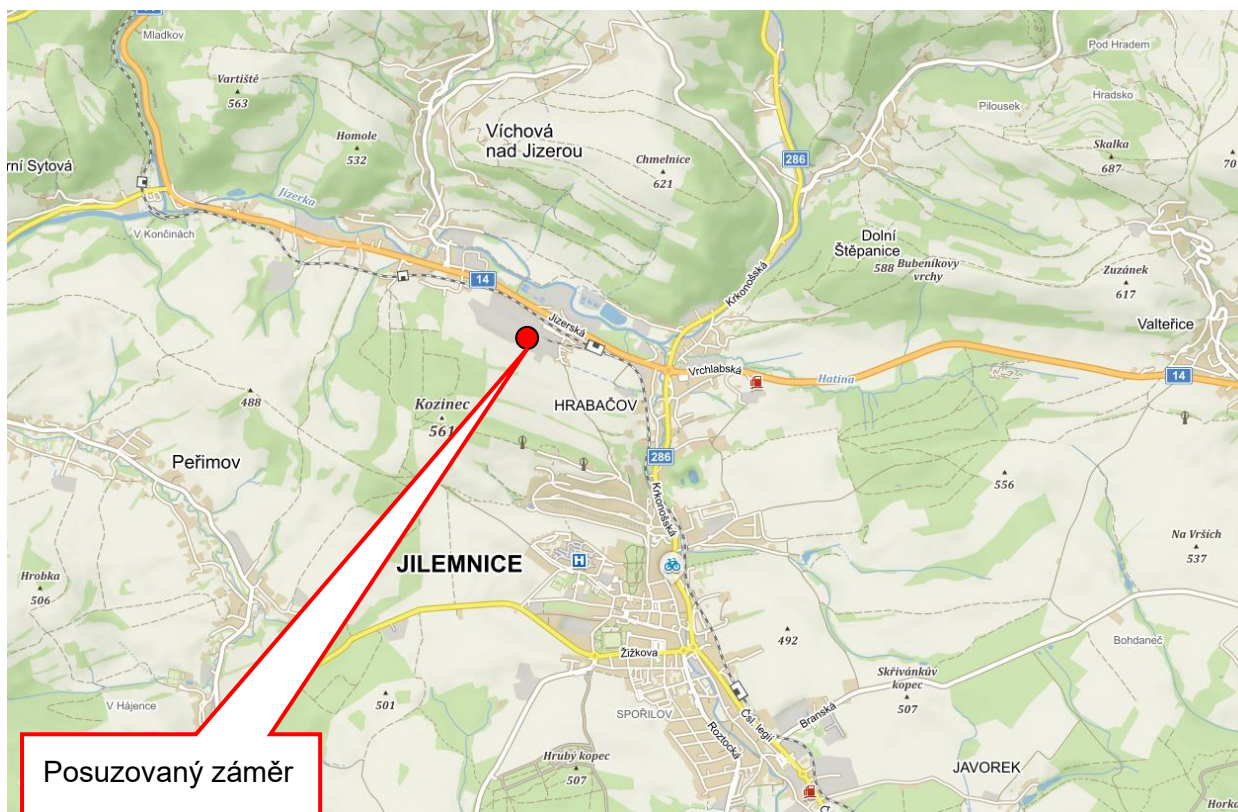 Mladkov
Vartiště
563
Pod Hradem
Homole
532
Víchová
nad Jizerou
Pilousek
Hradsko
Chmelnice
621
286
Skalka
687
70
rní Sytová
Jizerka
V Končinách
Krkonošská
Dolní
Štěpanice
588
Bubeníkovy
vrchy
Zuzánek
617
14
Jizerská
Valteřice
Vrchlabská
Hatina
14
488
Kozinec
561
HRABAČOV
Peřimov
286
Krkonošská
556
Na Vrších
537
JILEMNICE
H
Hrobka
506
492
Bohdaneč
Žižkova
Skřivánkův
kopec
507
V Hájence
501
SPOŘILOV
Čsl. legií
Branská
Roztocká
Posuzovaný záměr
Hrubý kopec
507
JAVOREK
Horka